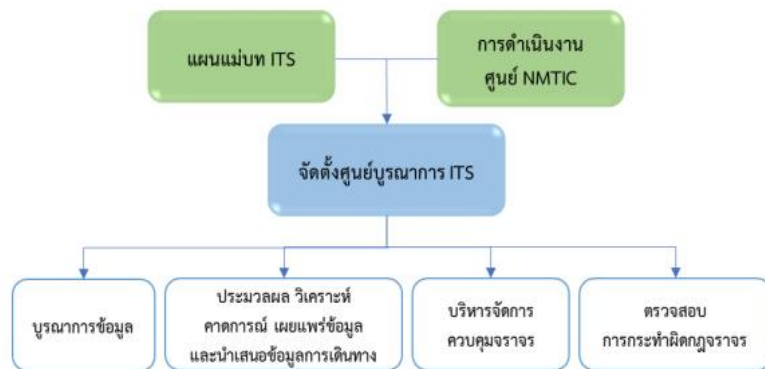 แผนแม่บท ITS
การดำเนินงาน
ศูนย์ NMTIC
จัดตั้งศูนย์บูรณาการ ITS
บูรณาการข้อมูล
ประมวลผล วิเคราะห์
คาดการณ์ เผยแพร่ข้อมูล
และนำเสนอข้อมูลการเดินทาง
บริหารจัดการ
ควบคุมจราจร
ตรวจสอบ
การกระทำผิดกฎจราจร